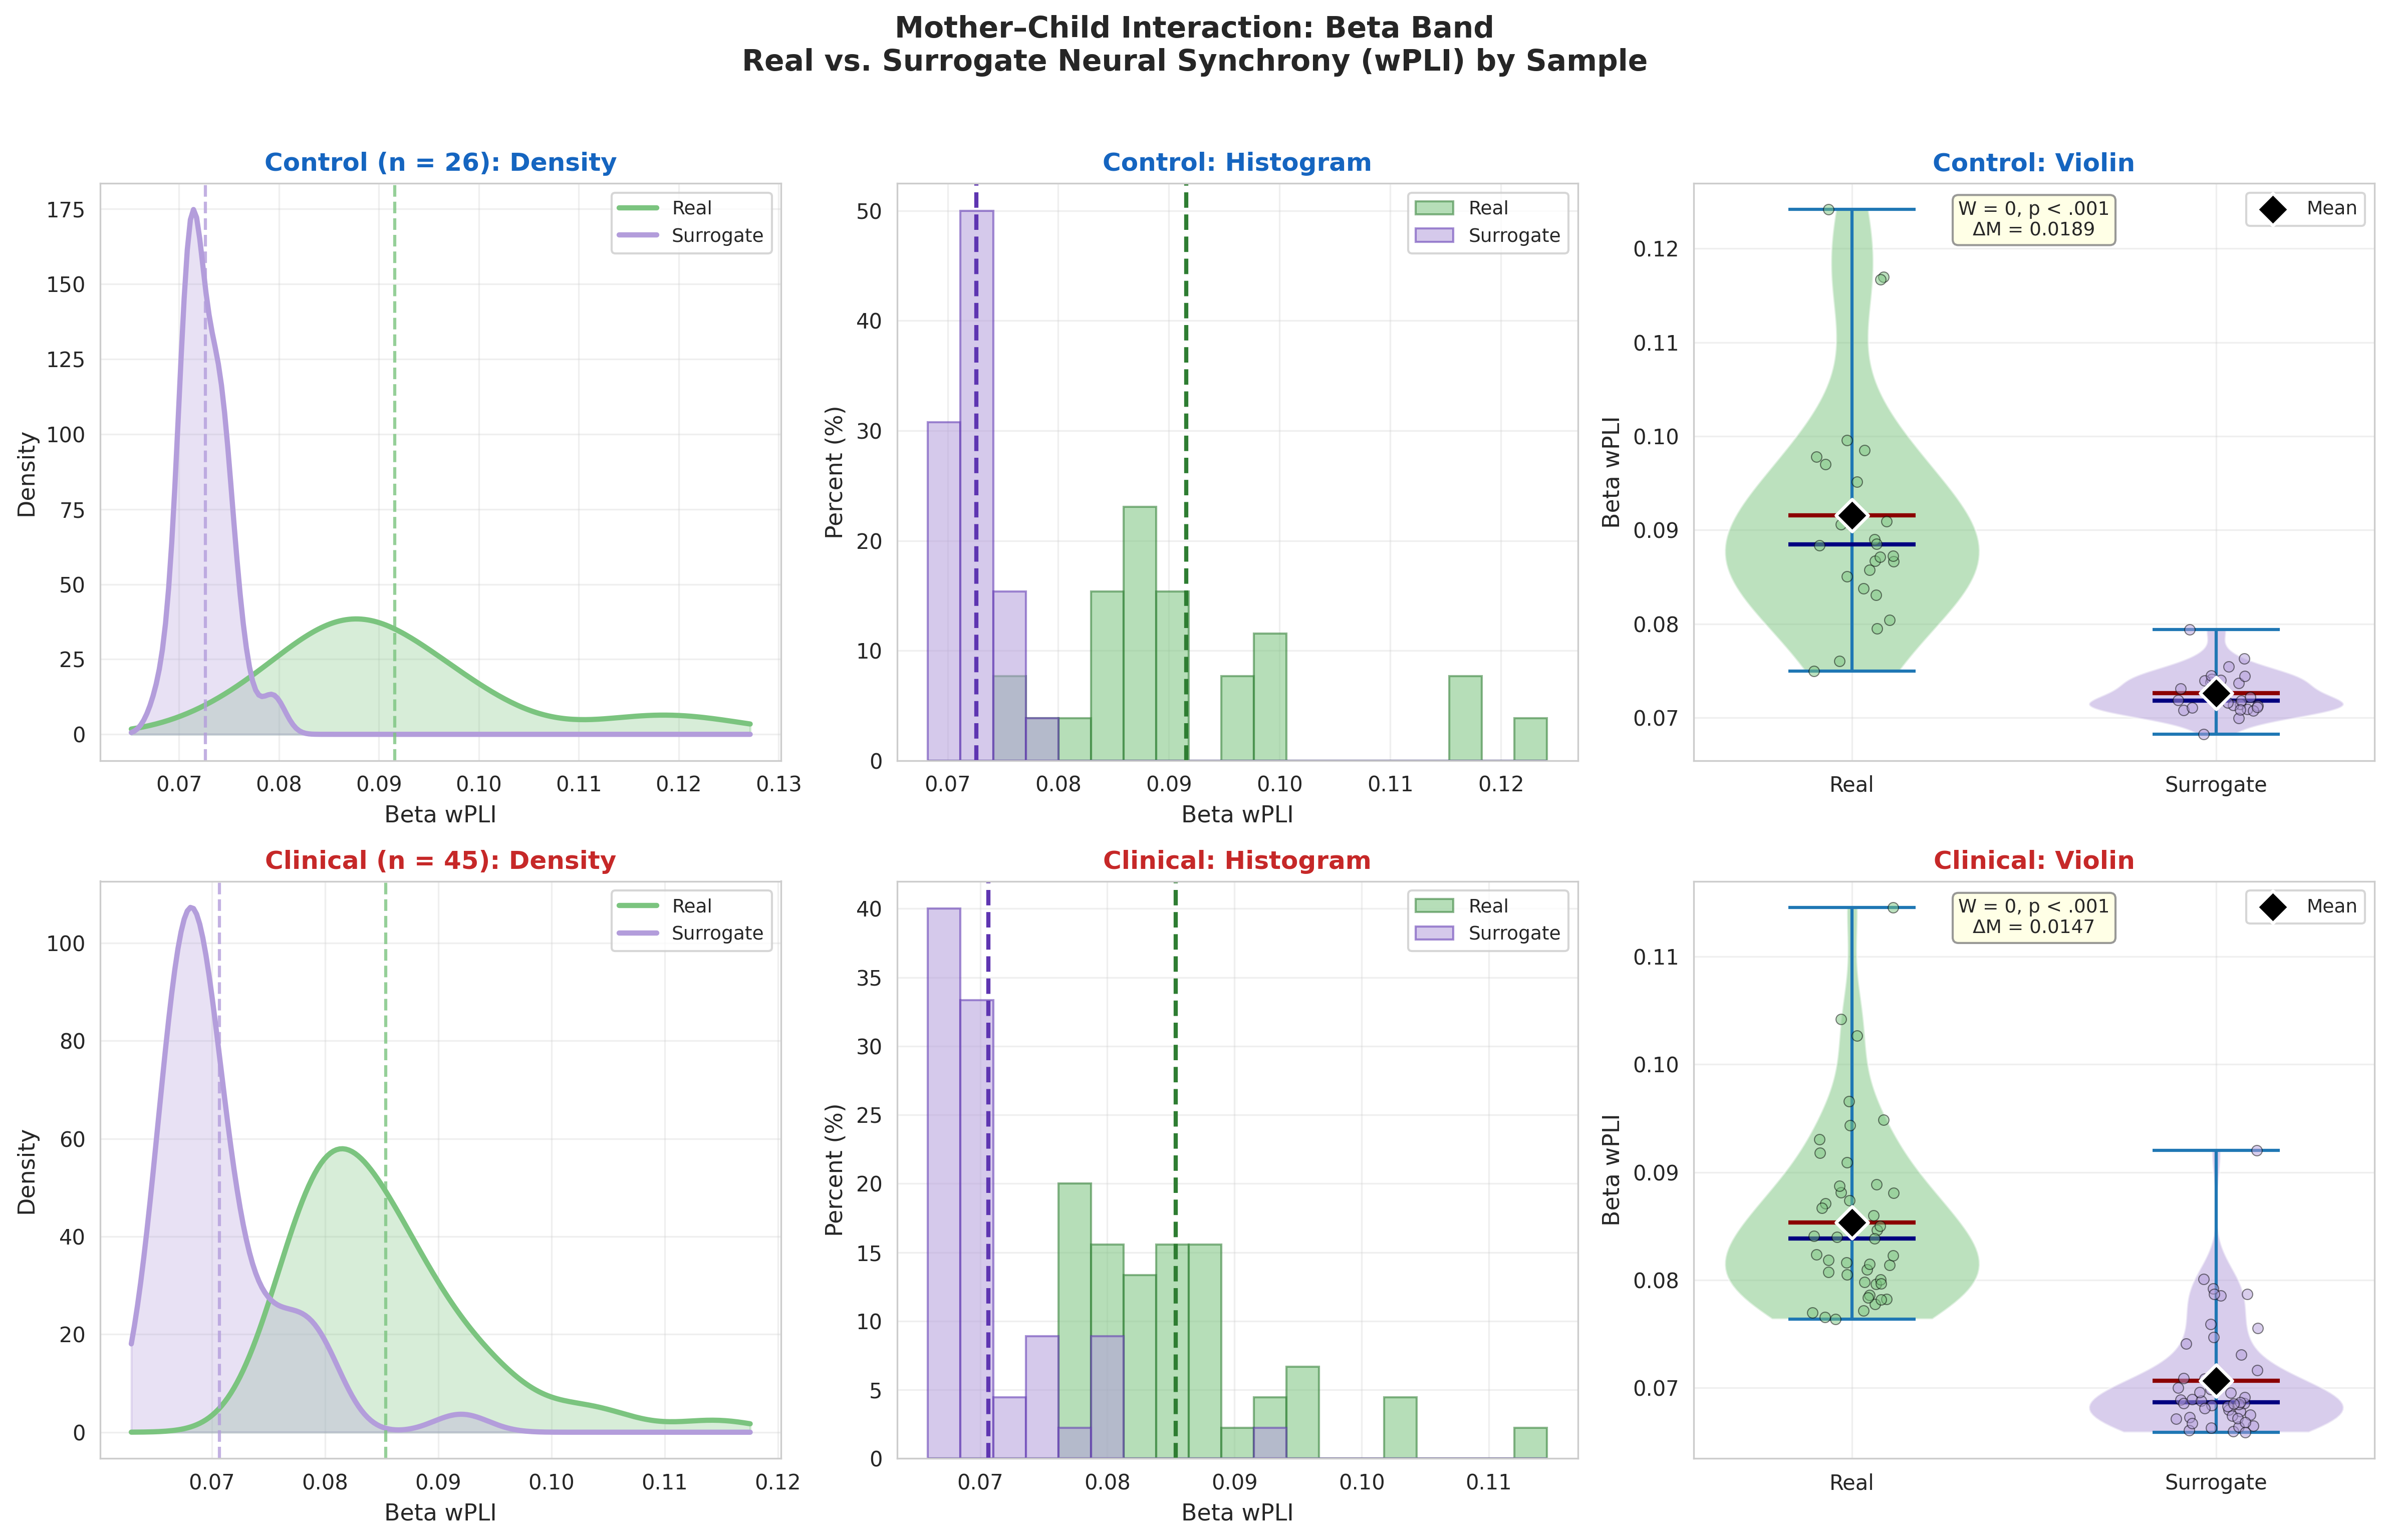 Mother–Child Interaction: Beta Band
Real vs. Surrogate Neural Synchrony (wPLI) by Sample
Control (n = 26): Density
Density
175
150
125
100
75
50
25
0
0.07 0.08 0.09 0.10 0.11 0.12 0.13
Beta wPLI
Real
Surrogate
Control: Histogram
Percent (%)
50
40
30
20
10
0
0.07 0.08 0.09 0.10 0.11 0.12
Beta wPLI
Real
Surrogate
Control: Violin
Beta wPLI
0.12
0.11
0.10
0.09
0.08
0.07
W = 0, p < .001
ΔM = 0.0189
Mean
Real Surrogate
Clinical (n = 45): Density
Density
100
80
60
40
20
0
0.07 0.08 0.09 0.10 0.11 0.12
Beta wPLI
Real
Surrogate
Clinical: Histogram
Percent (%)
40
35
30
25
20
15
10
5
0
0.07 0.08 0.09 0.10 0.11
Beta wPLI
Real
Surrogate
Clinical: Violin
Beta wPLI
0.11
0.10
0.09
0.08
0.07
W = 0, p < .001
ΔM = 0.0147
Mean
Real Surrogate